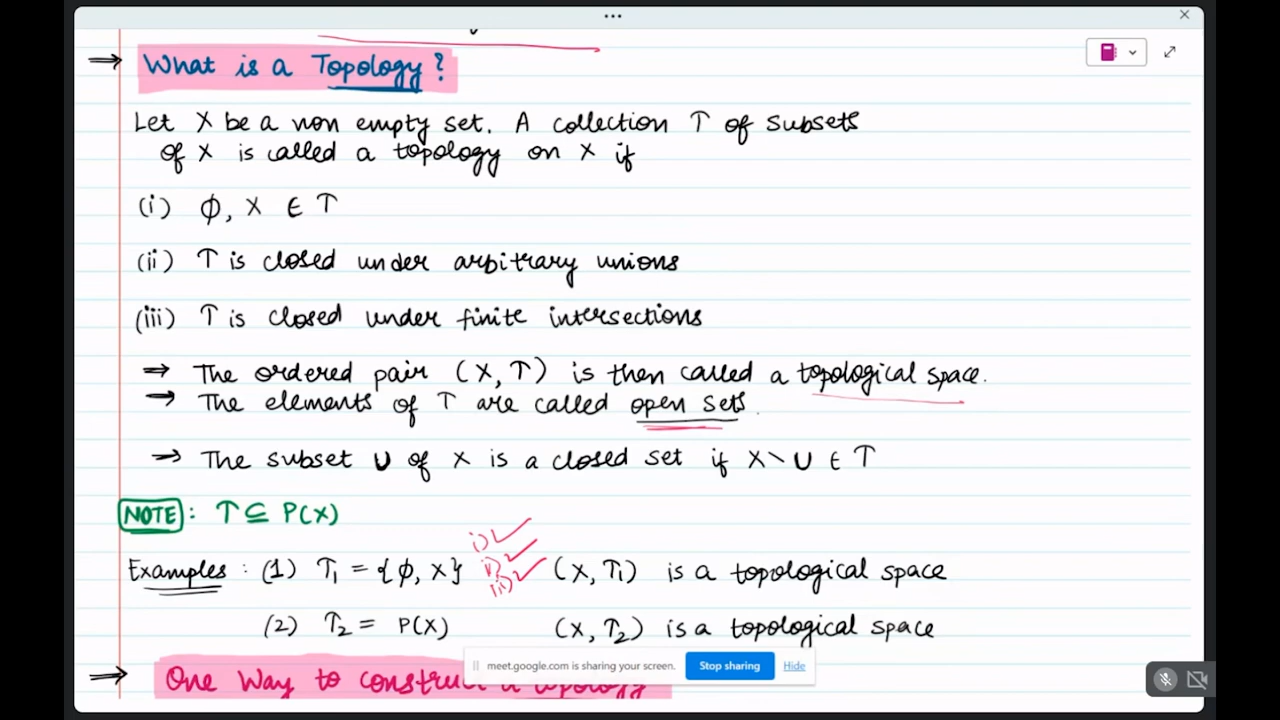 What is a Topology?
Let X be a non empty set. A collection T of subsets
of X is called a topology on X if
(i) ϕ, X ∈ T
(ii) T is closed under arbitrary unions
(iii) T is closed under finite intersections
⇒ The ordered pair (X, T) is then called a topological space.
→ The elements of T are called open sets.
→ The subset U of X is a closed set if X \ U ∈ T
NOTE: T ⊆ P(X)
Examples: (1) T₁ = {ϕ, X} i) ✓ ii) ✓ iii) ✓ (X, T₁) is a topological space
(2) T₂ = P(X) (X, T₂) is a topological space
meet.google.com is sharing your screen. Stop sharing Hide
One Way to construct a topology